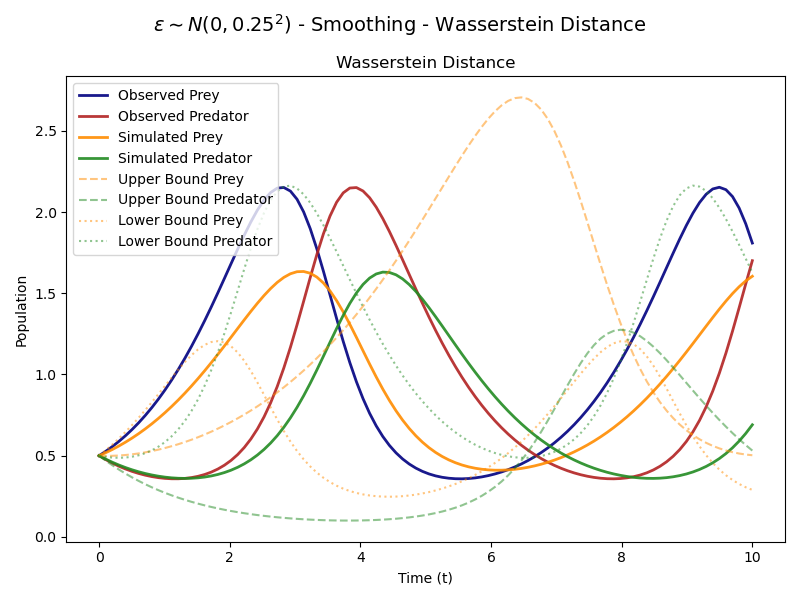 ε ∼ N(0, 0.25²) - Smoothing - Wasserstein Distance
Wasserstein Distance
Observed Prey
Observed Predator
Simulated Prey
Simulated Predator
Upper Bound Prey
Upper Bound Predator
Lower Bound Prey
Lower Bound Predator
Population
2.5
2.0
1.5
1.0
0.5
0.0
0 2 4 6 8 10
Time (t)